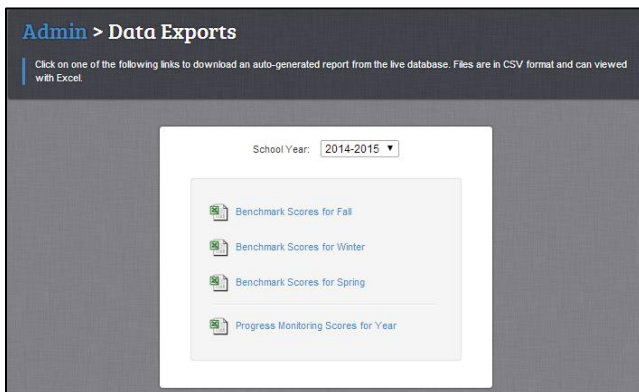 Admin > Data Exports
Click on one of the following links to download an auto-generated report from the live database. Files are in CSV format and can viewed
with Excel.
School Year: 2014-2015 ▼
Benchmark Scores for Fall
Benchmark Scores for Winter
Benchmark Scores for Spring
Progress Monitoring Scores for Year